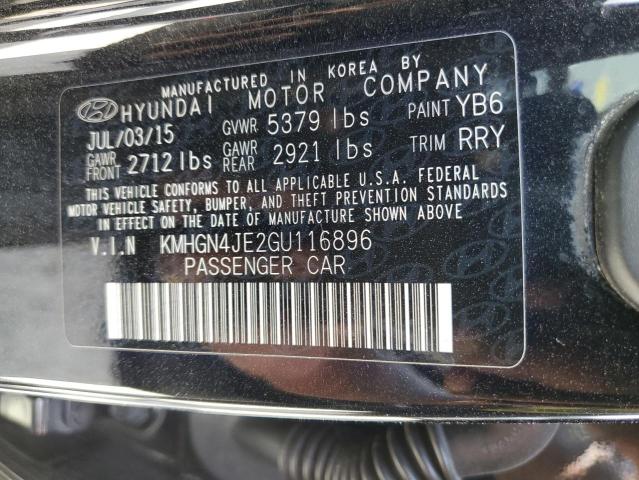 MANUFACTURED IN KOREA BY
HYUNDAI MOTOR COMPANY
JUL/03/15 GVWR 5379 lbs PAINT YB6
GAWR FRONT 2712 lbs GAWR REAR 2921 lbs TRIM RRY
THIS VEHICLE CONFORMS TO ALL APPLICABLE U.S.A. FEDERAL
MOTOR VEHICLE SAFETY, BUMPER, AND THEFT PREVENTION STANDARDS
IN EFFECT ON THE DATE OF MANUFACTURE SHOWN ABOVE
V.I.N KMHGN4JE2GU116896
PASSENGER CAR